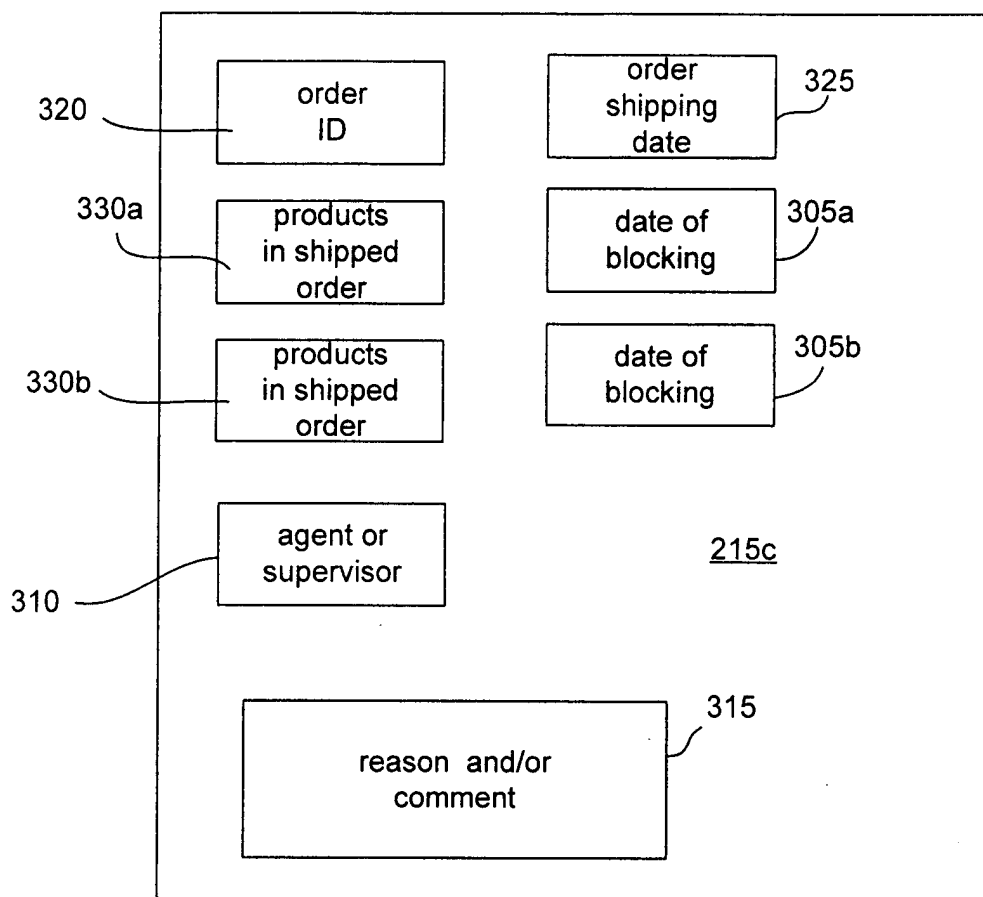 order
ID
320
order
shipping
date
325
330a
products
in shipped
order
date of
blocking
305a
330b
products
in shipped
order
date of
blocking
305b
agent or
supervisor
310
215c
315
reason and/or
comment